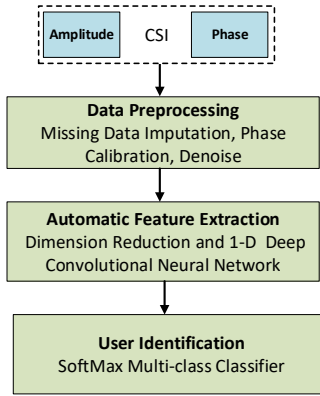 Amplitude CSI Phase
Data Preprocessing
Missing Data Imputation, Phase
Calibration, Denoise
Automatic Feature Extraction
Dimension Reduction and 1-D Deep
Convolutional Neural Network
User Identification
SoftMax Multi-class Classifier